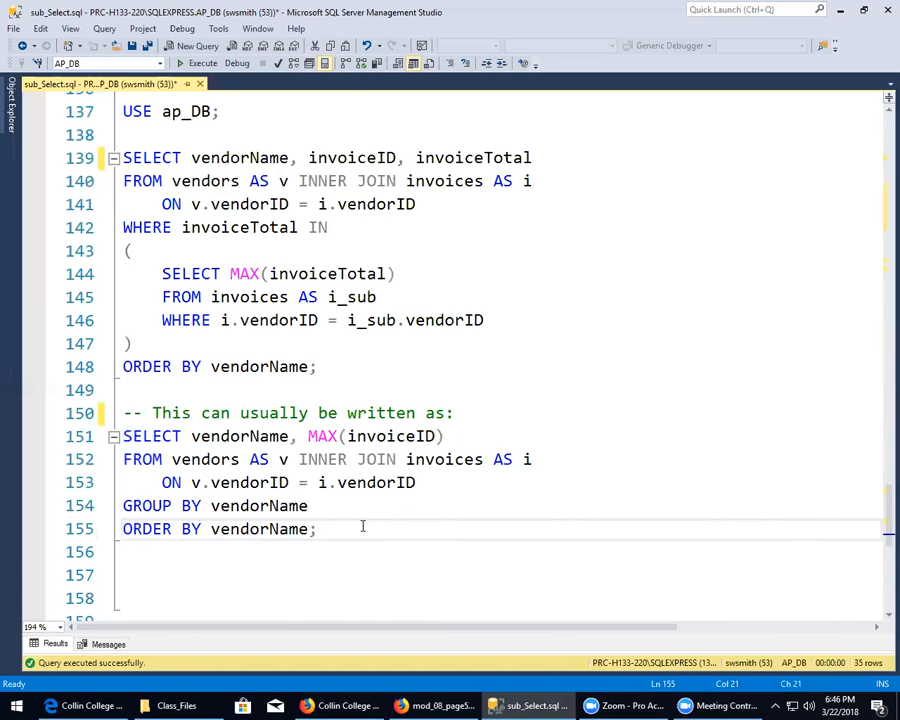 sub_Select.sql - PRC-H133-220\SQLEXPRESS.AP_DB (swsmith (53))* - Microsoft SQL Server Management Studio
Quick Launch (Ctrl+Q)
File Edit View Query Project Debug Tools Window Help
New Query
Generic Debugger
AP_DB
Execute Debug
sub_Select.sql - PR...P_DB (swsmith (53))*
Object Explorer
137 USE ap_DB;
138
139 SELECT vendorName, invoiceID, invoiceTotal
140 FROM vendors AS v INNER JOIN invoices AS i
141 ON v.vendorID = i.vendorID
142 WHERE invoiceTotal IN
143 (
144 SELECT MAX(invoiceTotal)
145 FROM invoices AS i_sub
146 WHERE i.vendorID = i_sub.vendorID
147 )
148 ORDER BY vendorName;
149
150 -- This can usually be written as:
151 SELECT vendorName, MAX(invoiceID)
152 FROM vendors AS v INNER JOIN invoices AS i
153 ON v.vendorID = i.vendorID
154 GROUP BY vendorName
155 ORDER BY vendorName;
156
157
158
194 %
Results Messages
Query executed successfully.
PRC-H133-220\SQLEXPRESS (13... swsmith (53) AP_DB 00:00:00 35 rows
Ready
Ln 155 Col 21 Ch 21 INS
Collin College ... Class_Files Collin College ... mod_08_page5... sub_Select.sql ... Zoom - Pro Ac... Meeting Contr...
6:46 PM
3/22/2018
2